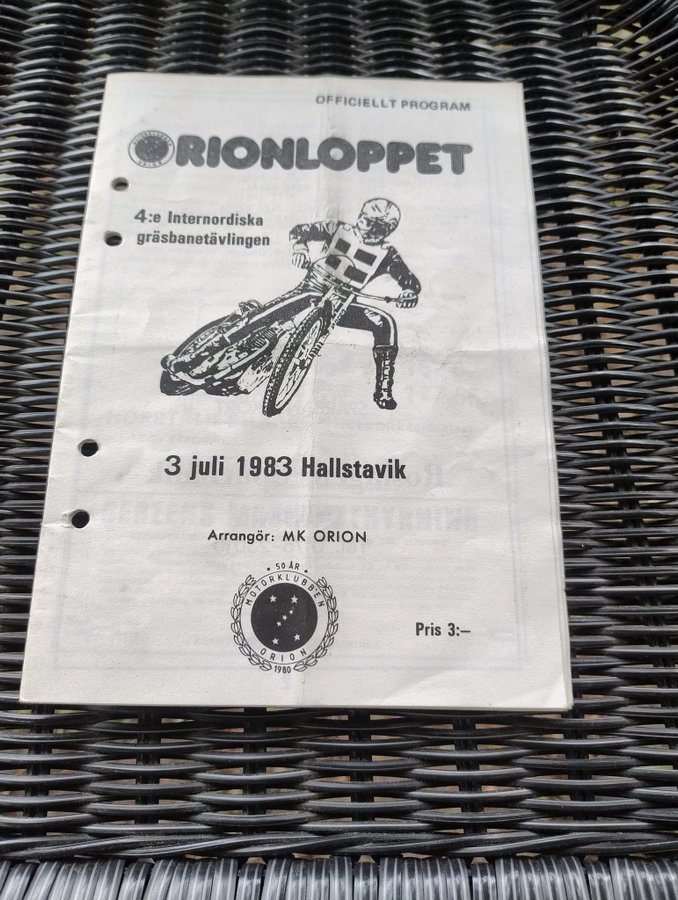 OFFICIELLT PROGRAM
ORIONLOPPET
4:e Internordiska
gräsbanetävlingen
3 juli 1983 Hallstavik
Arrangör: MK ORION
• 50 ÅR •
MOTORKLUBBEN
ORION
1980
Pris 3:–